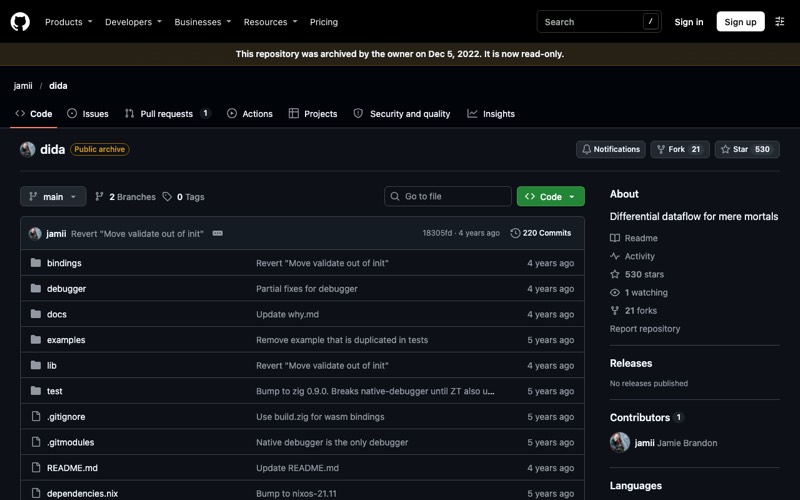 Products Developers Businesses Resources Pricing Search / Sign in Sign up
This repository was archived by the owner on Dec 5, 2022. It is now read-only.
jamii / dida
Code Issues Pull requests 1 Actions Projects Security and quality Insights
dida Public archive Notifications Fork 21 Star 530
main 2 Branches 0 Tags Go to file Code
jamii Revert "Move validate out of init" 18305fd · 4 years ago 220 Commits
bindings Revert "Move validate out of init" 4 years ago
debugger Partial fixes for debugger 4 years ago
docs Update why.md 4 years ago
examples Remove example that is duplicated in tests 5 years ago
lib Revert "Move validate out of init" 4 years ago
test Bump to zig 0.9.0. Breaks native-debugger until ZT also u... 5 years ago
.gitignore Use build.zig for wasm bindings 5 years ago
.gitmodules Native debugger is the only debugger 5 years ago
README.md Update README.md 4 years ago
dependencies.nix Bump to nixos-21.11 5 years ago
About
Differential dataflow for mere mortals
Readme
Activity
530 stars
1 watching
21 forks
Report repository
Releases
No releases published
Contributors 1
jamii Jamie Brandon
Languages